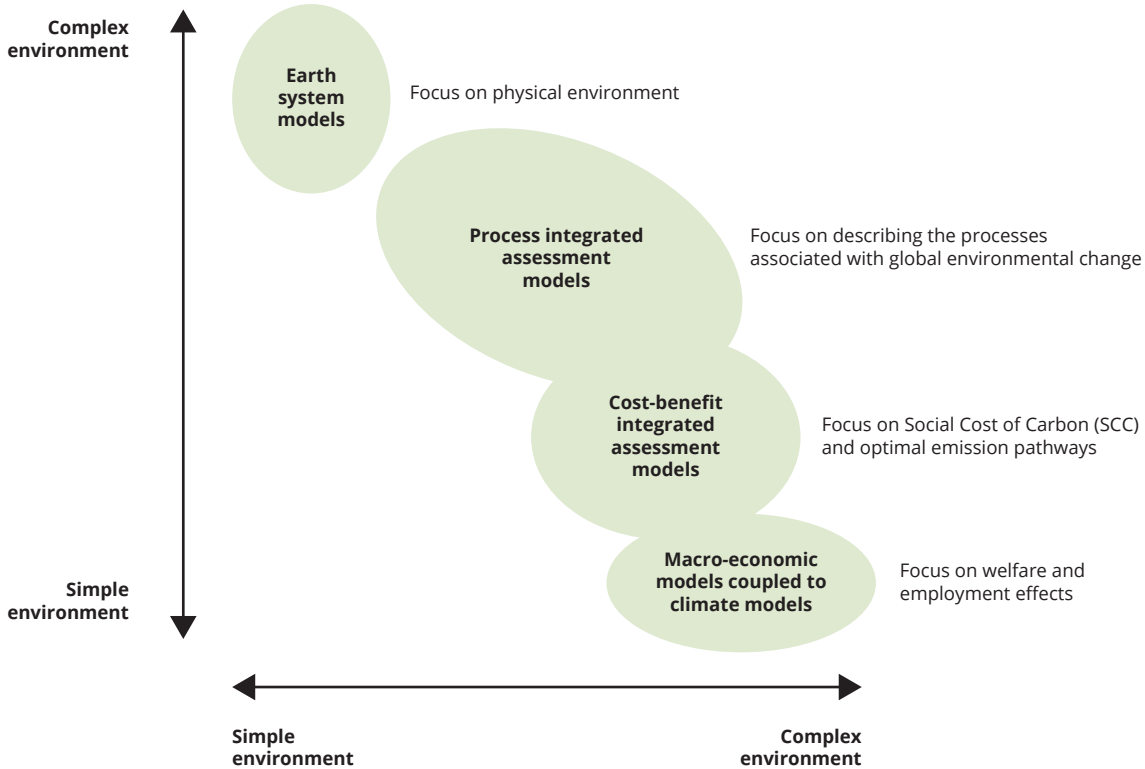 Complex
environment
Earth
system
models
Focus on physical environment
Process integrated
assessment
models
Focus on describing the processes
associated with global environmental change
Cost-benefit
integrated
assessment
models
Focus on Social Cost of Carbon (SCC)
and optimal emission pathways
Macro-economic
models coupled to
climate models
Focus on welfare and
employment effects
Simple
environment
Simple
environment
Complex
environment